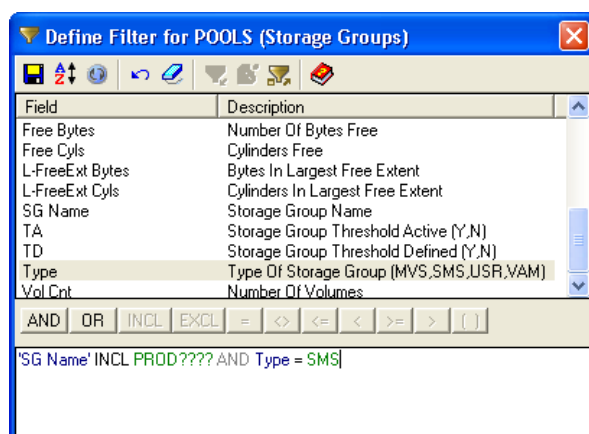 Define Filter for POOLS (Storage Groups)
Field Description
Free Bytes Number Of Bytes Free
Free Cyls Cylinders Free
L-FreeExt Bytes Bytes In Largest Free Extent
L-FreeExt Cyls Cylinders In Largest Free Extent
SG Name Storage Group Name
TA Storage Group Threshold Active (Y,N)
TD Storage Group Threshold Defined (Y,N)
Type Type Of Storage Group (MVS,SMS,USR,VAM)
Vol Cnt Number Of Volumes
AND OR INCL EXCL = <> <= < >= > ( )
'SG Name' INCL PROD???? AND Type = SMS